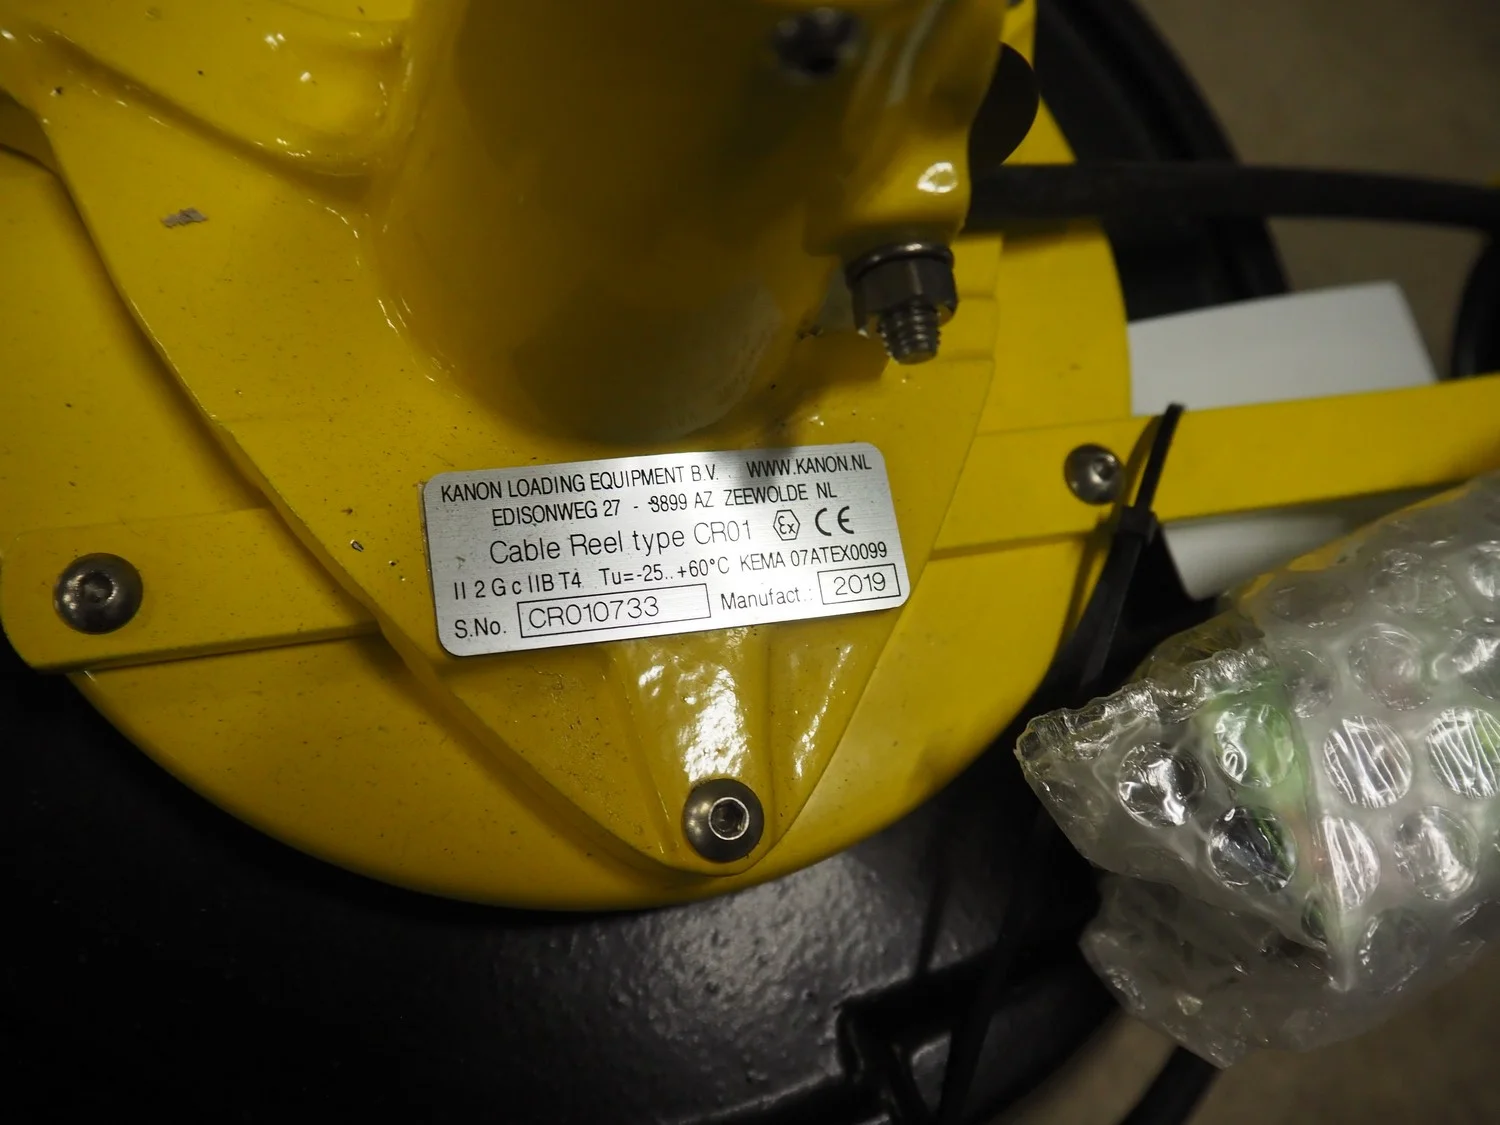 KANON LOADING EQUIPMENT B.V. WWW.KANON.NL
EDISONWEG 27 - 3899 AZ ZEEWOLDE NL
Cable Reel type CR01 Ex CE
II 2 G c IIB T4 Tu=-25..+60°C KEMA 07ATEX0099
S.No. CR010733 Manufact.: 2019